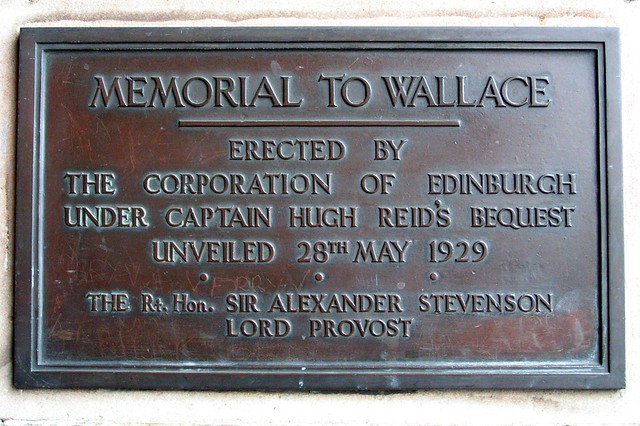 MEMORIAL TO WALLACE
ERECTED BY
THE CORPORATION OF EDINBURGH
UNDER CAPTAIN HUGH REID'S BEQUEST
UNVEILED 28TH MAY 1929
THE Rt. Hon. SIR ALEXANDER STEVENSON
LORD PROVOST